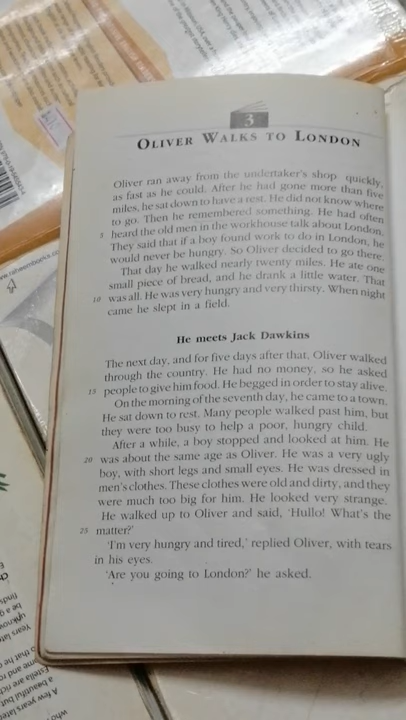 3
OLIVER WALKS TO LONDON
Oliver ran away from the undertaker's shop quickly,
as fast as he could. After he had gone more than five
miles, he sat down to have a rest. He did not know where
to go. Then he remembered something. He had often
5 heard the old men in the workhouse talk about London.
They said that if a boy found work to do in London, he
would never be hungry. So Oliver decided to go there.
That day he walked nearly twenty miles. He ate one
small piece of bread, and he drank a little water. That
10 was all. He was very hungry and very thirsty. When night
came he slept in a field.
He meets Jack Dawkins
The next day, and for five days after that, Oliver walked
through the country. He had no money, so he asked
15 people to give him food. He begged in order to stay alive.
On the morning of the seventh day, he came to a town.
He sat down to rest. Many people walked past him, but
they were too busy to help a poor, hungry child.
After a while, a boy stopped and looked at him. He
20 was about the same age as Oliver. He was a very ugly
boy, with short legs and small eyes. He was dressed in
men's clothes. These clothes were old and dirty, and they
were much too big for him. He looked very strange.
He walked up to Oliver and said, 'Hullo! What's the
25 matter?'
'I'm very hungry and tired,' replied Oliver, with tears
in his eyes.
'Are you going to London?' he asked.